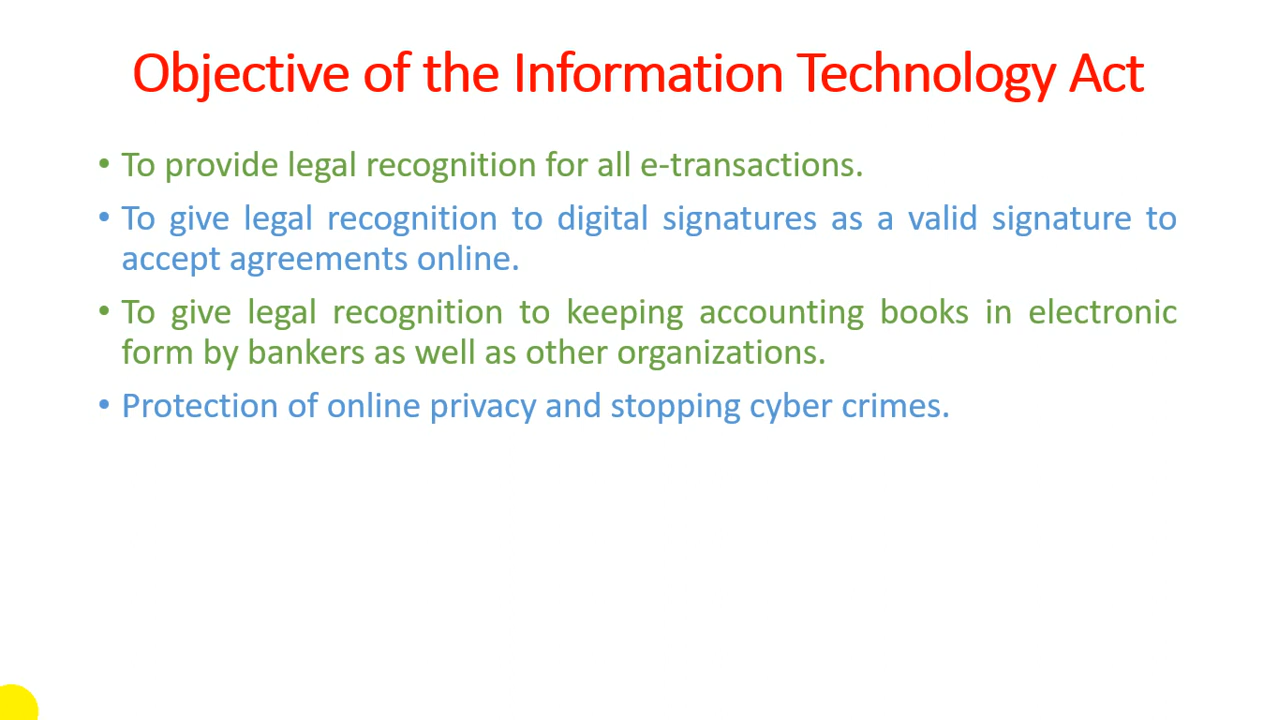 Objective of the Information Technology Act
• To provide legal recognition for all e-transactions.
• To give legal recognition to digital signatures as a valid signature to
accept agreements online.
• To give legal recognition to keeping accounting books in electronic
form by bankers as well as other organizations.
• Protection of online privacy and stopping cyber crimes.